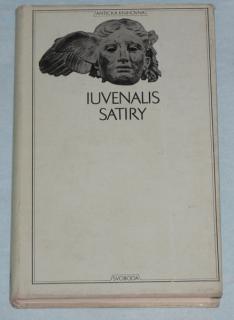 ANTICKÁ KNIHOVNA
IUVENALIS
SATIRY
SVOBODA